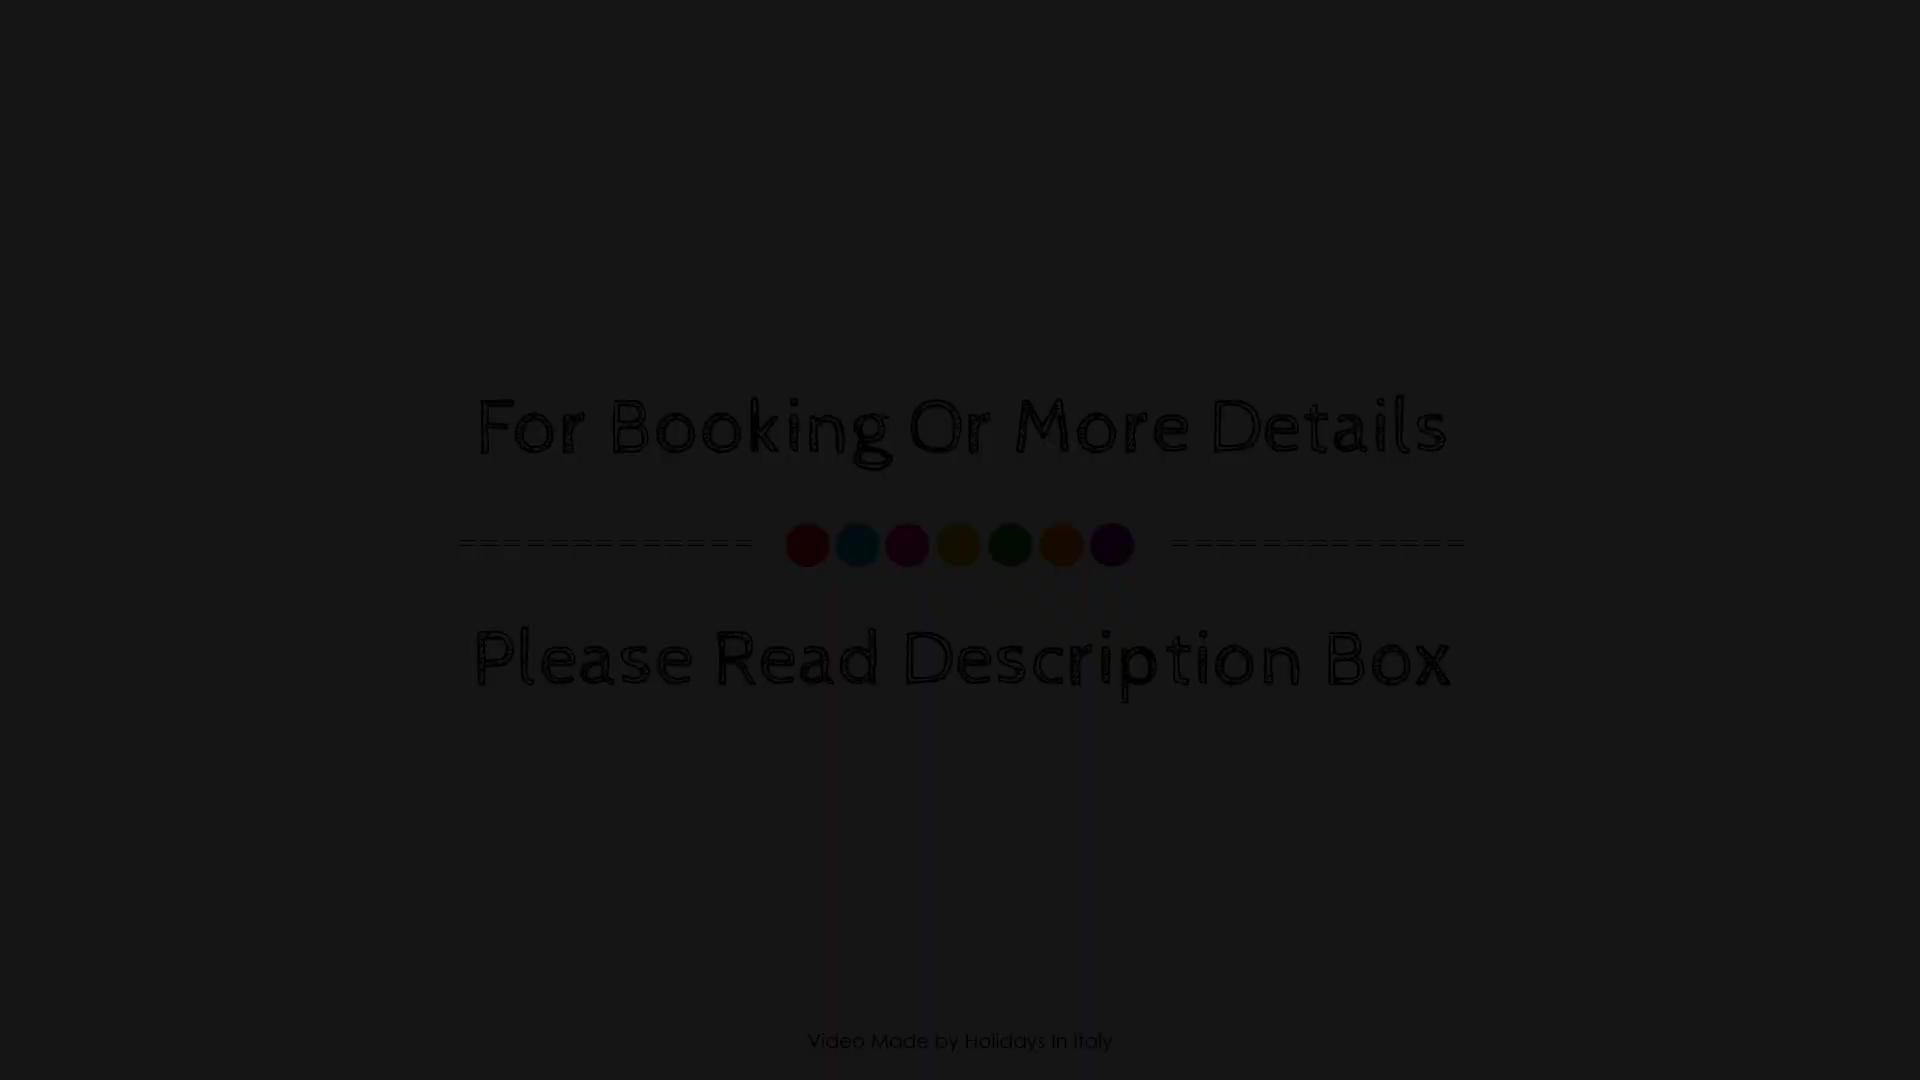 For Booking Or More Details
============= =============
Please Read Description Box
Video Made by Holidays In Italy